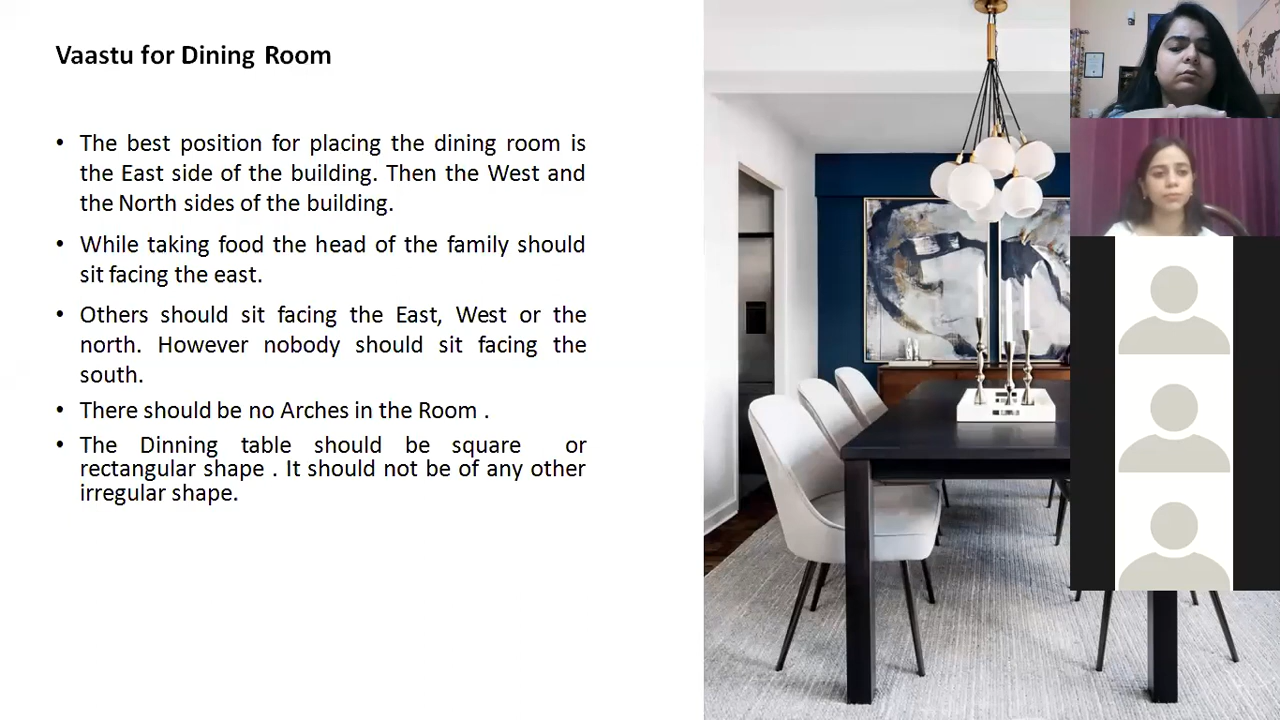 Vaastu for Dining Room
• The best position for placing the dining room is
the East side of the building. Then the West and
the North sides of the building.
• While taking food the head of the family should
sit facing the east.
• Others should sit facing the East, West or the
north. However nobody should sit facing the
south.
• There should be no Arches in the Room .
• The Dinning table should be square or
rectangular shape . It should not be of any other
irregular shape.